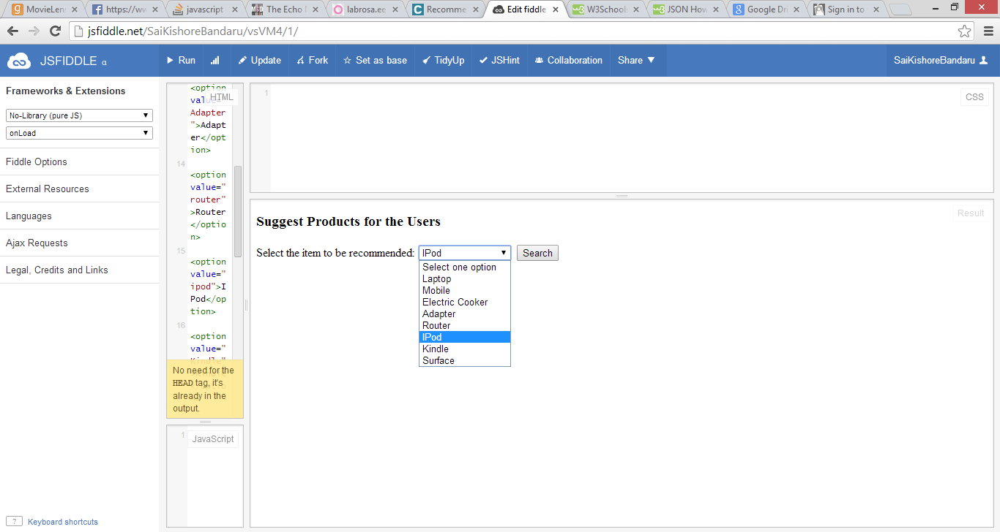 MovieLens
https://ww
javascript
The Echo
labrosa.ee
Recomme
Edit fiddle
W3Schools
JSON How
Google Dri
Sign in to
jsfiddle.net/SaiKishoreBandaru/vsVM4/1/
JSFIDDLE α
Run
Update
Fork
Set as base
TidyUp
JSHint
Collaboration
Share
SaiKishoreBandaru
Frameworks & Extensions
No-Library (pure JS)
onLoad
Fiddle Options
External Resources
Languages
Ajax Requests
Legal, Credits and Links
? Keyboard shortcuts
HTML
<option
value="
Adapter
">Adapt
er</opt
ion>
14
<option
value="
router"
>Router
</optio
n>
15
<option
value="
ipod">I
Pod</op
tion>
16
<option
value="
Kindle"
No need for the
HEAD tag, it's
already in the
output.
1
JavaScript
1
CSS
Result
Suggest Products for the Users
Select the item to be recommended: IPod Search
Select one option
Laptop
Mobile
Electric Cooker
Adapter
Router
IPod
Kindle
Surface